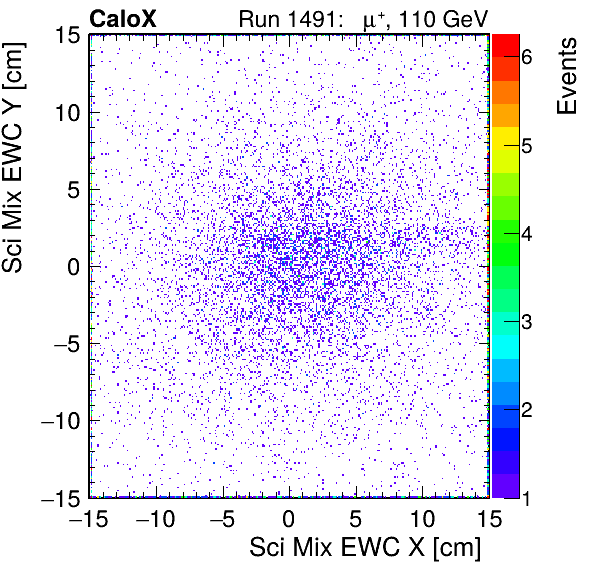 CaloX Run 1491: μ⁺, 110 GeV
Sci Mix EWC Y [cm]
Events
15
10
5
0
−5
−10
−15
−15 −10 −5 0 5 10 15
Sci Mix EWC X [cm]
6
5
4
3
2
1